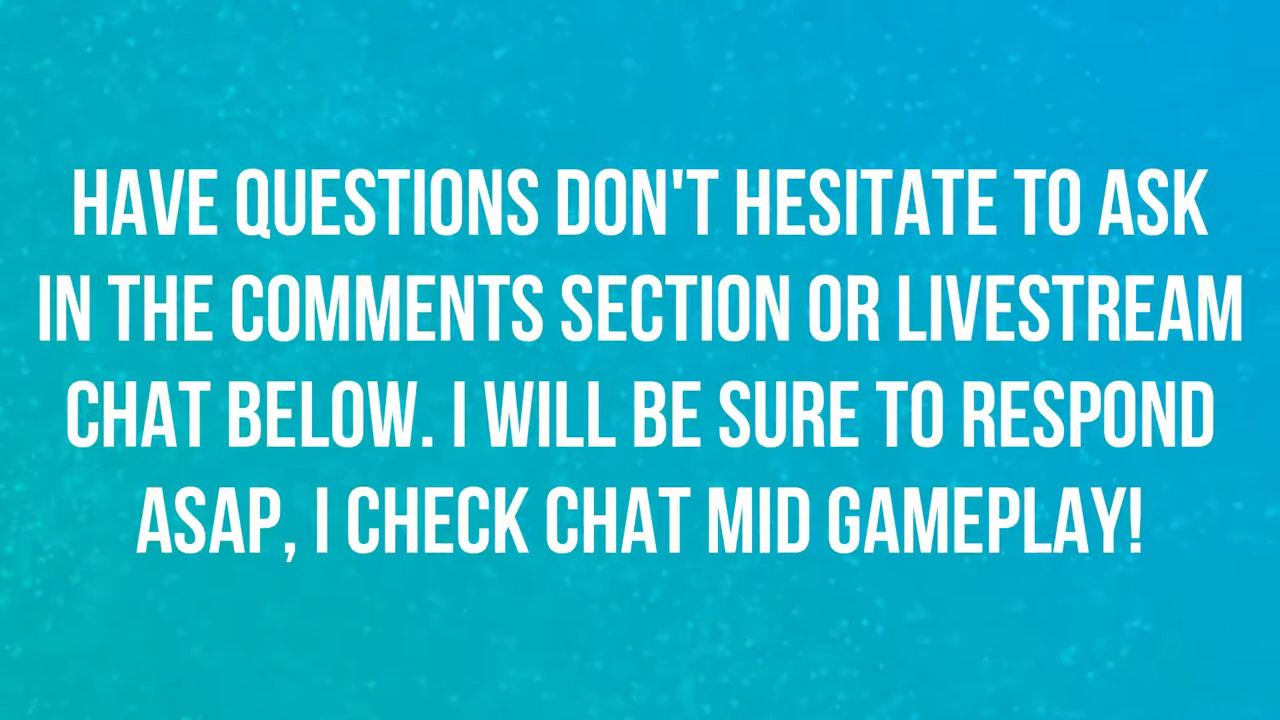 HAVE QUESTIONS DON'T HESITATE TO ASK
IN THE COMMENTS SECTION OR LIVESTREAM
CHAT BELOW. I WILL BE SURE TO RESPOND
ASAP, I CHECK CHAT MID GAMEPLAY!